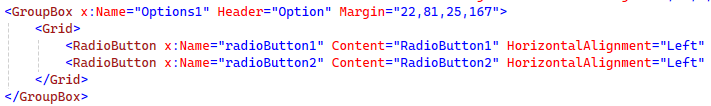 <GroupBox x:Name="Options1" Header="Option" Margin="22,81,25,167">
<Grid>
<RadioButton x:Name="radioButton1" Content="RadioButton1" HorizontalAlignment="Left"
<RadioButton x:Name="radioButton2" Content="RadioButton2" HorizontalAlignment="Left"
</Grid>
</GroupBox>